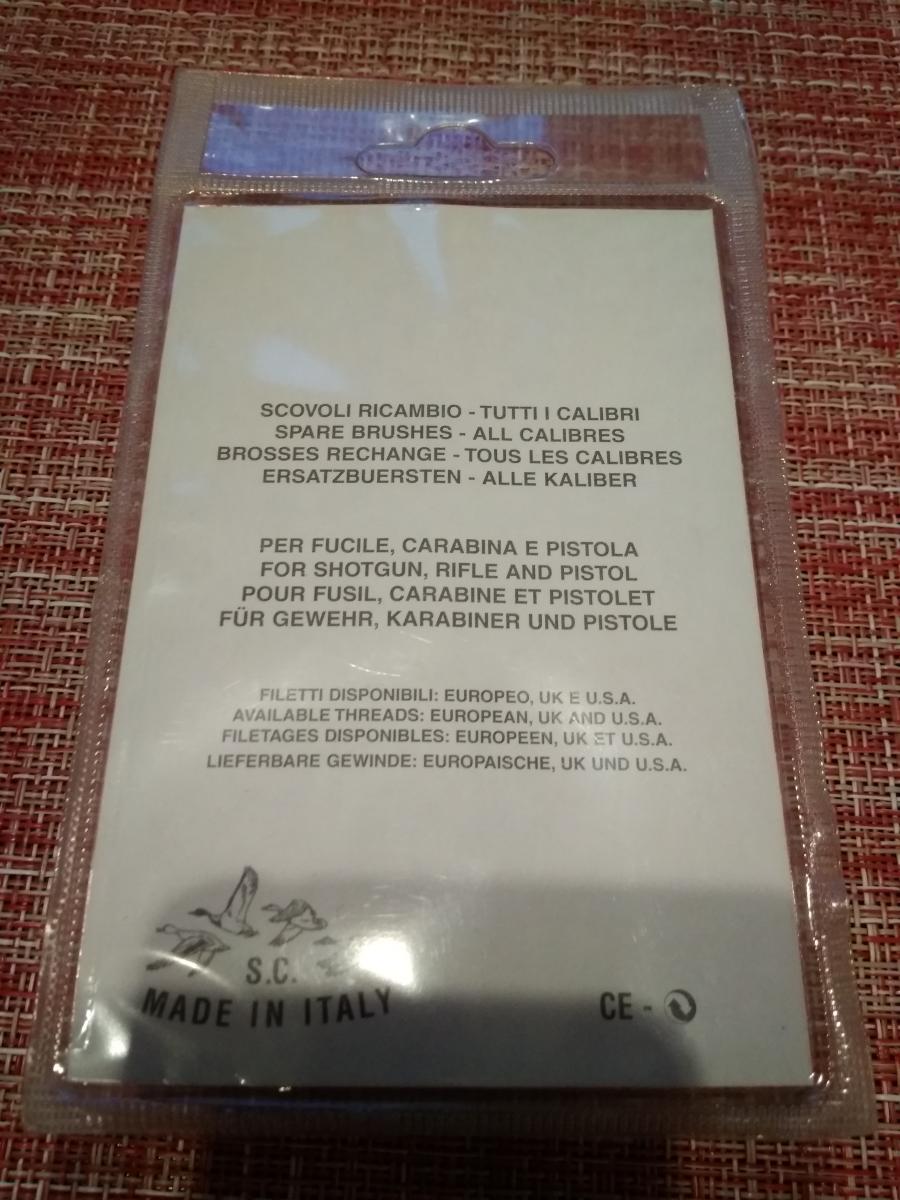 SCOVOLI RICAMBIO - TUTTI I CALIBRI
SPARE BRUSHES - ALL CALIBRES
BROSSES RECHANGE - TOUS LES CALIBRES
ERSATZBUERSTEN - ALLE KALIBER
PER FUCILE, CARABINA E PISTOLA
FOR SHOTGUN, RIFLE AND PISTOL
POUR FUSIL, CARABINE ET PISTOLET
FÜR GEWEHR, KARABINER UND PISTOLE
FILETTI DISPONIBILI: EUROPEO, UK E U.S.A.
AVAILABLE THREADS: EUROPEAN, UK AND U.S.A.
FILETAGES DISPONIBLES: EUROPEEN, UK ET U.S.A.
LIEFERBARE GEWINDE: EUROPAISCHE, UK UND U.S.A.
S.C.
MADE IN ITALY
CE -